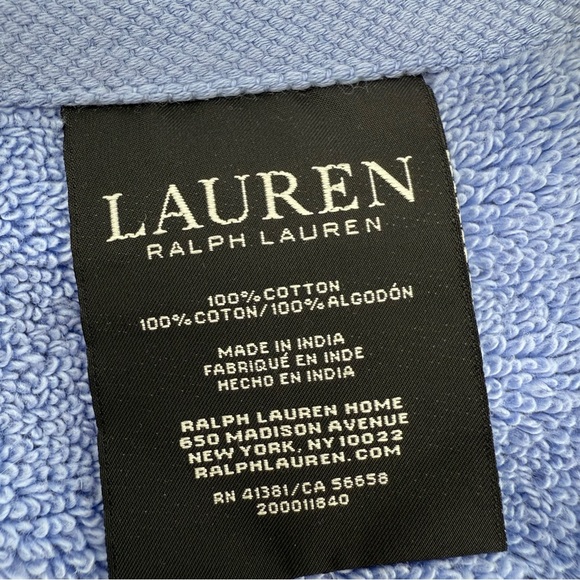 LAUREN
RALPH LAUREN
100% COTTON
100% COTON/100% ALGODÓN
MADE IN INDIA
FABRIQUÉ EN INDE
HECHO EN INDIA
RALPH LAUREN HOME
650 MADISON AVENUE
NEW YORK, NY 10022
RALPHLAUREN.COM
RN 41381/CA 56658
200011840